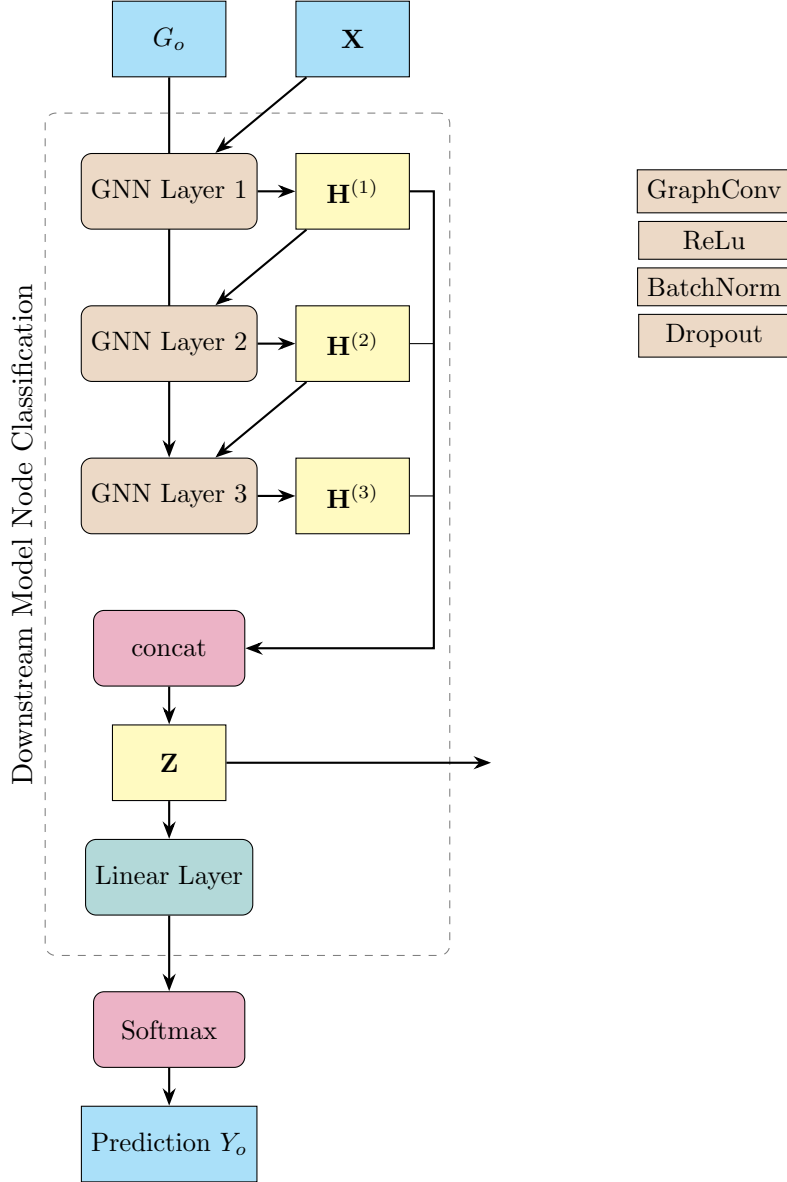 G_o
X
GNN Layer 1
H^(1)
GraphConv
ReLu
BatchNorm
Dropout
GNN Layer 2
H^(2)
GNN Layer 3
H^(3)
Downstream Model Node Classification
concat
Z
Linear Layer
Softmax
Prediction Y_o